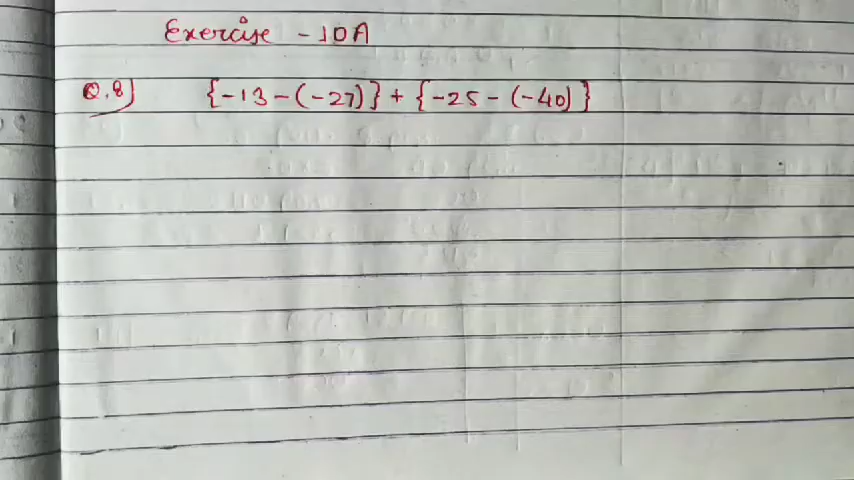 Exercise - 10A
Q.8) {-13-(-27)} + {-25-(-40)}